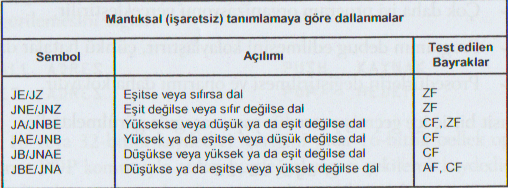 Mantıksal (işaretsiz) tanımlamaya göre dallanmalar
Sembol Açılımı Test edilen Bayraklar
JE/JZ Eşitse veya sıfırsa dal ZF
JNE/JNZ Eşit değilse veya sıfır değilse dal ZF
JA/JNBE Yüksekse veya düşük ya da eşit değilse dal CF, ZF
JAE/JNB Yüksek ya da eşitse veya düşük değilse dal CF
JB/JNAE Düşükse veya yüksek ya da eşit değilse dal CF
JBE/JNA Düşükse ya da eşitse veya yüksek değilse dal AF, CF